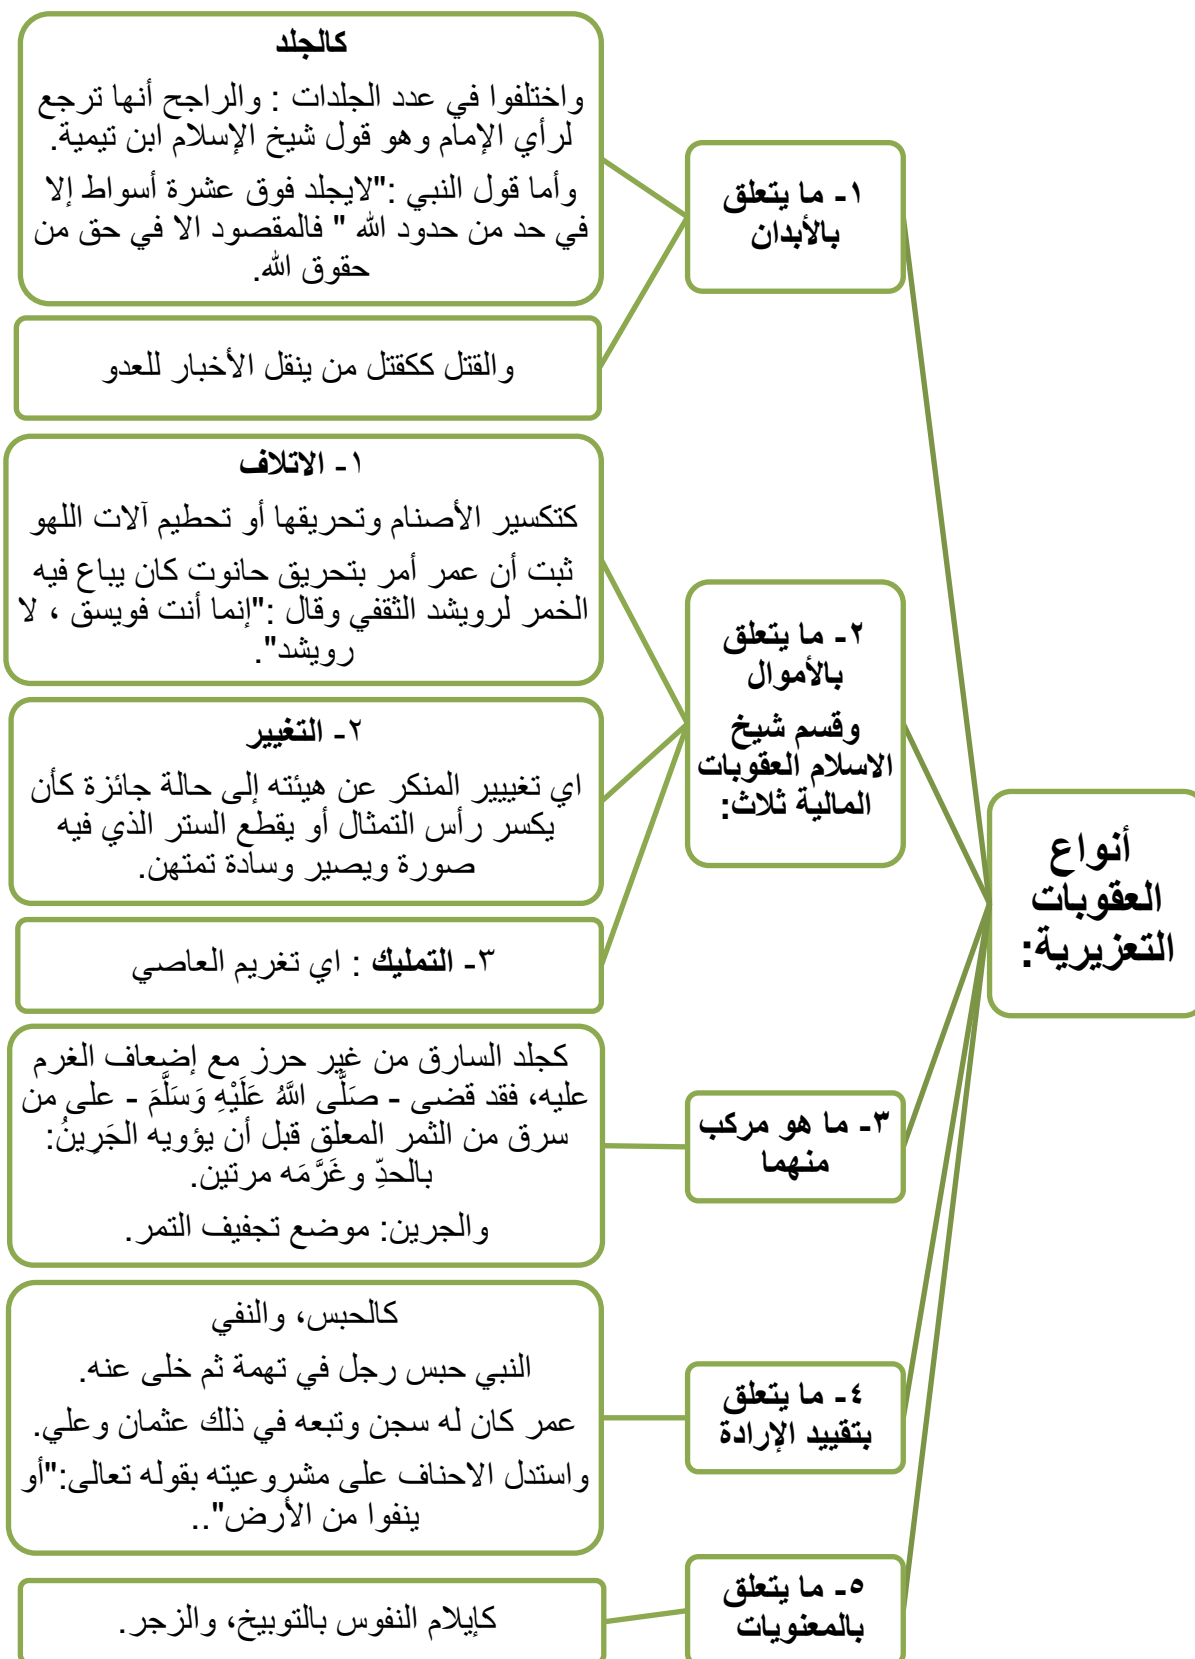 أنواع
العقوبات
التعزيرية:
١- ما يتعلق
بالأبدان
كالجلد
واختلفوا في عدد الجلدات : والراجح أنها ترجع
لرأي الإمام وهو قول شيخ الإسلام ابن تيمية.
وأما قول النبي :"لايجلد فوق عشرة أسواط إلا
في حد من حدود الله " فالمقصود الا في حق من
حقوق الله.
والقتل ككقتل من ينقل الأخبار للعدو
٢- ما يتعلق
بالأموال
وقسم شيخ
الاسلام العقوبات
المالية ثلاث:
١- الاتلاف
كتكسير الأصنام وتحريقها أو تحطيم آلات اللهو
ثبت أن عمر أمر بتحريق حانوت كان يباع فيه
الخمر لرويشد الثقفي وقال :"إنما أنت فويسق ، لا
رويشد".
٢- التغيير
اي تغييير المنكر عن هيئته إلى حالة جائزة كأن
يكسر رأس التمثال أو يقطع الستر الذي فيه
صورة ويصير وسادة تمتهن.
٣- التمليك : اي تغريم العاصي
٣- ما هو مركب
منهما
كجلد السارق من غير حرز مع إضعاف الغرم
عليه، فقد قضى - صَلَّى اللَّهُ عَلَيْهِ وَسَلَّمَ - على من
سرق من الثمر المعلق قبل أن يؤويه الجَرِينُ:
بالحدِّ وغَرَّمَه مرتين.
والجرين: موضع تجفيف التمر.
٤- ما يتعلق
بتقييد الإرادة
كالحبس، والنفي
النبي حبس رجل في تهمة ثم خلى عنه.
عمر كان له سجن وتبعه في ذلك عثمان وعلي.
واستدل الاحناف على مشروعيته بقوله تعالى:"أو
ينفوا من الأرض"..
٥- ما يتعلق
بالمعنويات
كإيلام النفوس بالتوبيخ، والزجر.